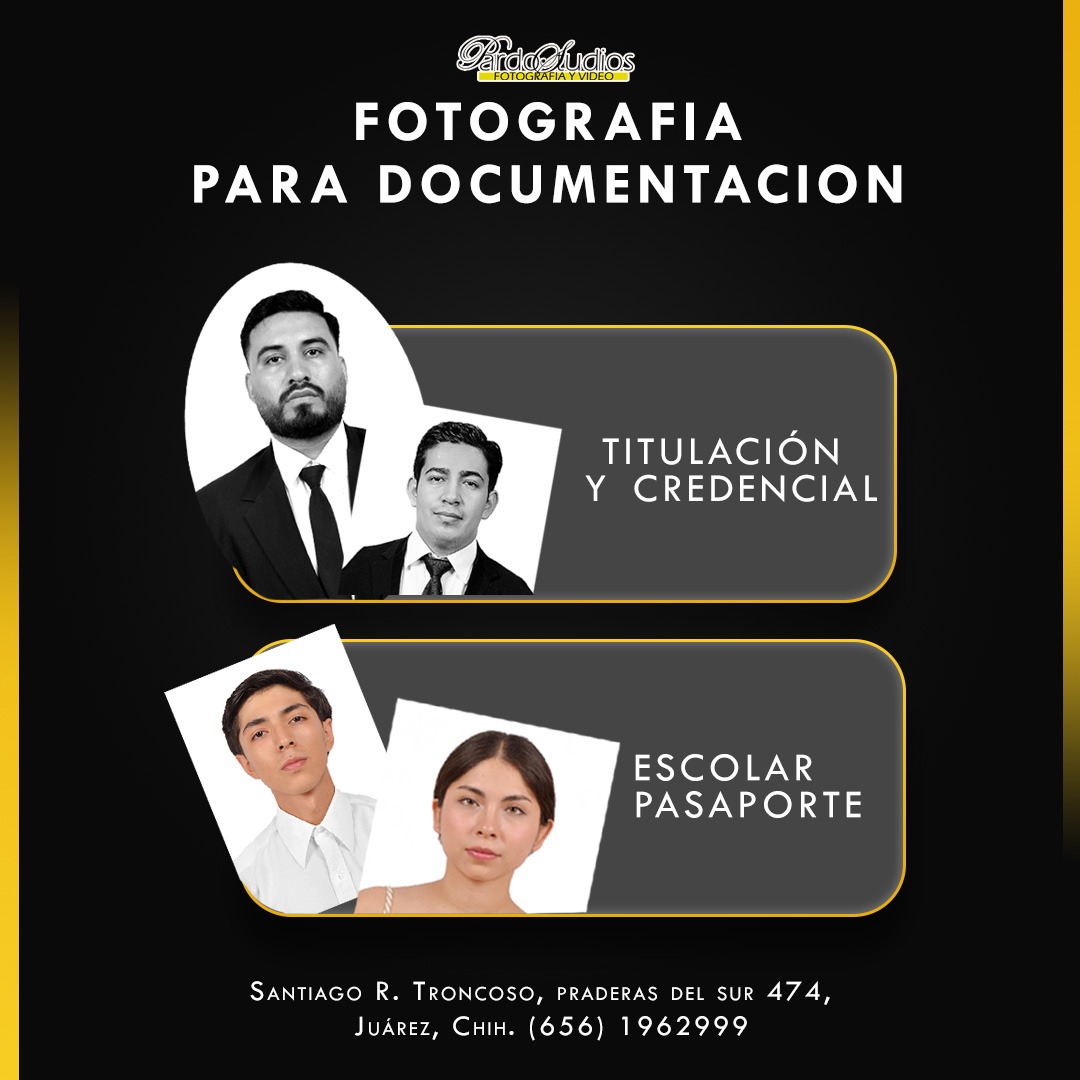 PardoStudios
FOTOGRAFIA Y VIDEO
FOTOGRAFIA
PARA DOCUMENTACION
TITULACIÓN
Y CREDENCIAL
ESCOLAR
PASAPORTE
Santiago R. Troncoso, praderas del sur 474,
Juárez, Chih. (656) 1962999